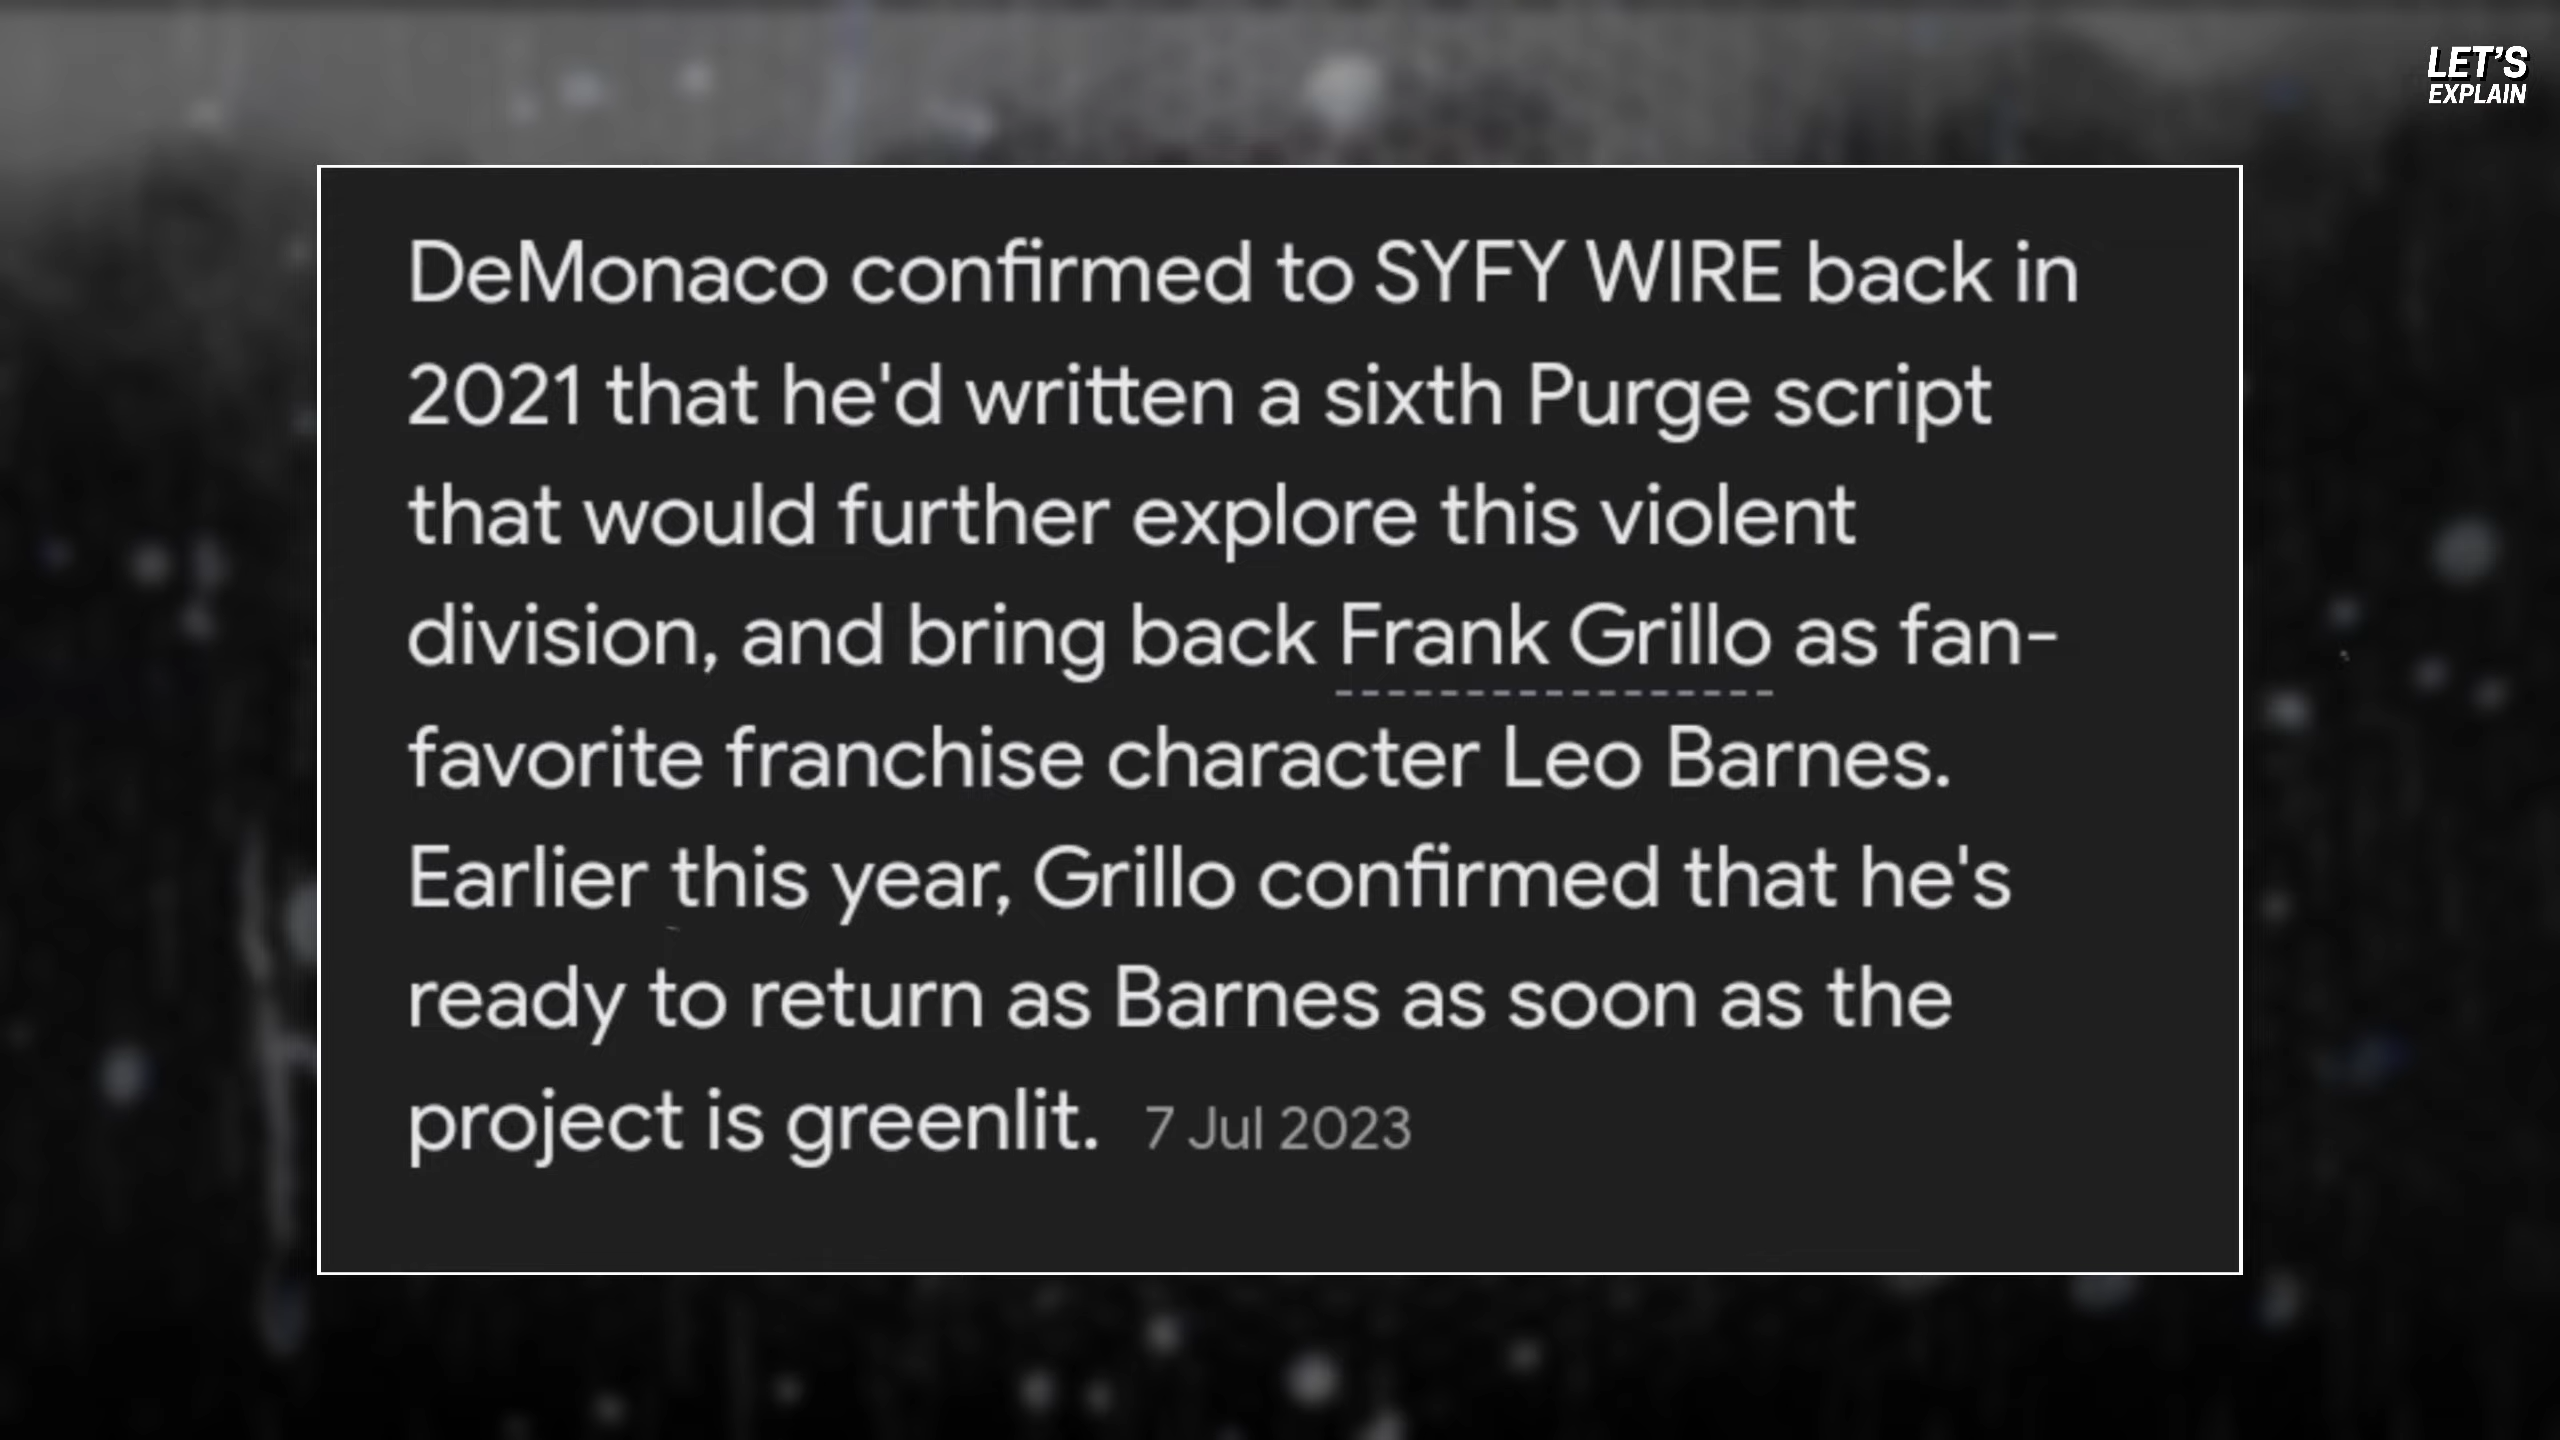 LET'S
EXPLAIN
DeMonaco confirmed to SYFY WIRE back in
2021 that he'd written a sixth Purge script
that would further explore this violent
division, and bring back Frank Grillo as fan-
favorite franchise character Leo Barnes.
Earlier this year, Grillo confirmed that he's
ready to return as Barnes as soon as the
project is greenlit. 7 Jul 2023